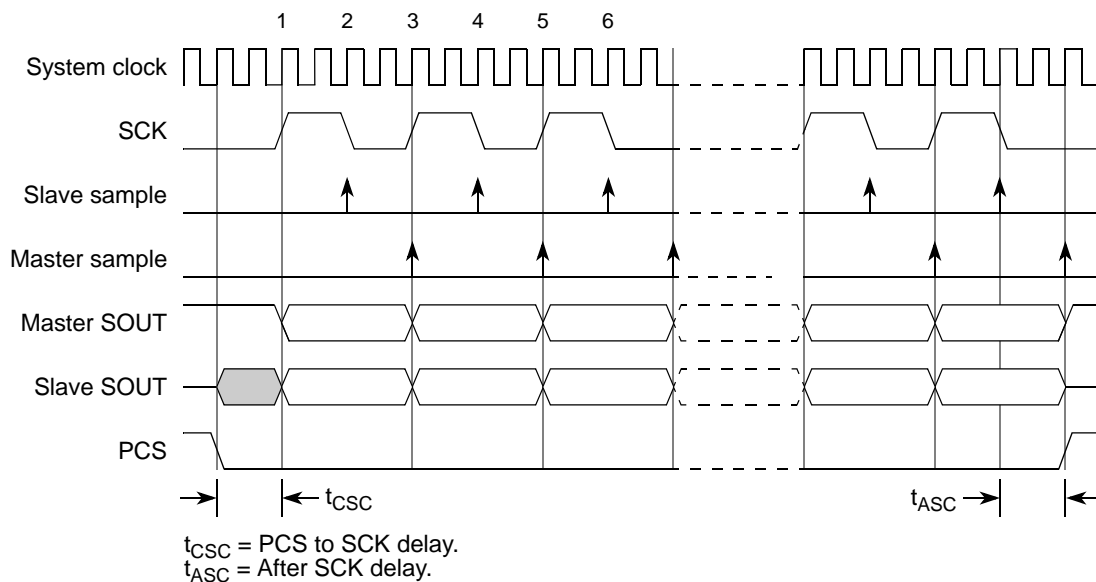 1 2 3 4 5 6
System clock
SCK
Slave sample
Master sample
Master SOUT
Slave SOUT
PCS
tCSC
tASC
tCSC = PCS to SCK delay.
tASC = After SCK delay.